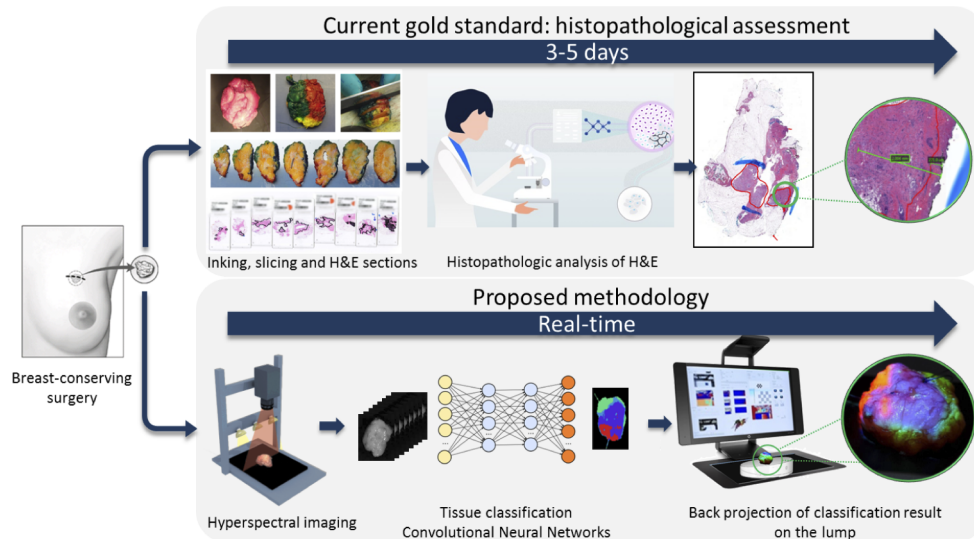 Current gold standard: histopathological assessment
3-5 days
Inking, slicing and H&E sections
Histopathologic analysis of H&E
Breast-conserving
surgery
Proposed methodology
Real-time
Hyperspectral imaging
Tissue classification
Convolutional Neural Networks
Back projection of classification result
on the lump